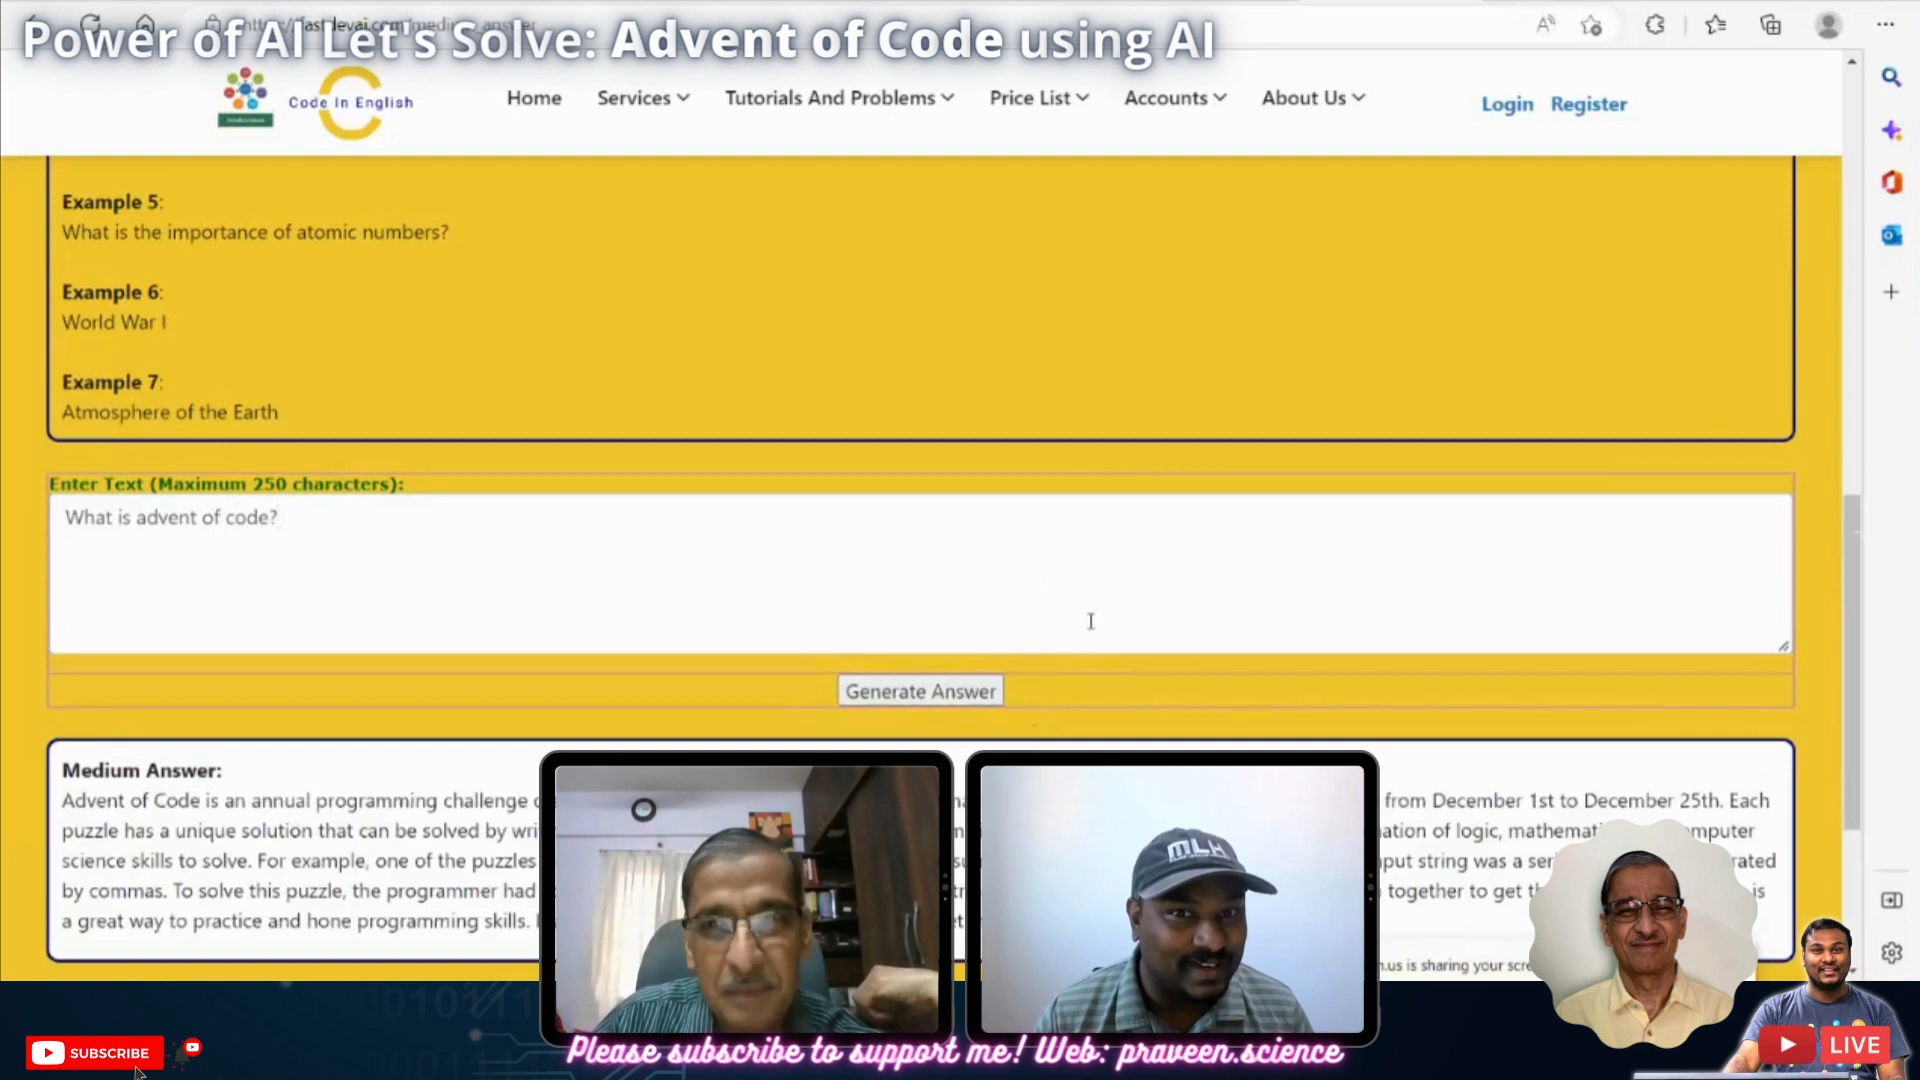 Power of AI Let's Solve: Advent of Code using AI
Code In English
Home
Services
Tutorials And Problems
Price List
Accounts
About Us
Login
Register
Example 5:
What is the importance of atomic numbers?
Example 6:
World War I
Example 7:
Atmosphere of the Earth
Enter Text (Maximum 250 characters):
What is advent of code?
Generate Answer
Medium Answer:
Advent of Code is an annual programming challenge from December 1st to December 25th. Each
puzzle has a unique solution that can be solved by
science skills to solve. For example, one of the puzzles
by commas. To solve this puzzle, the programmer had together to get
a great way to practice and hone programming skills.
is sharing your
MLH
SUBSCRIBE
Please subscribe to support me! Web: praveen.science
LIVE